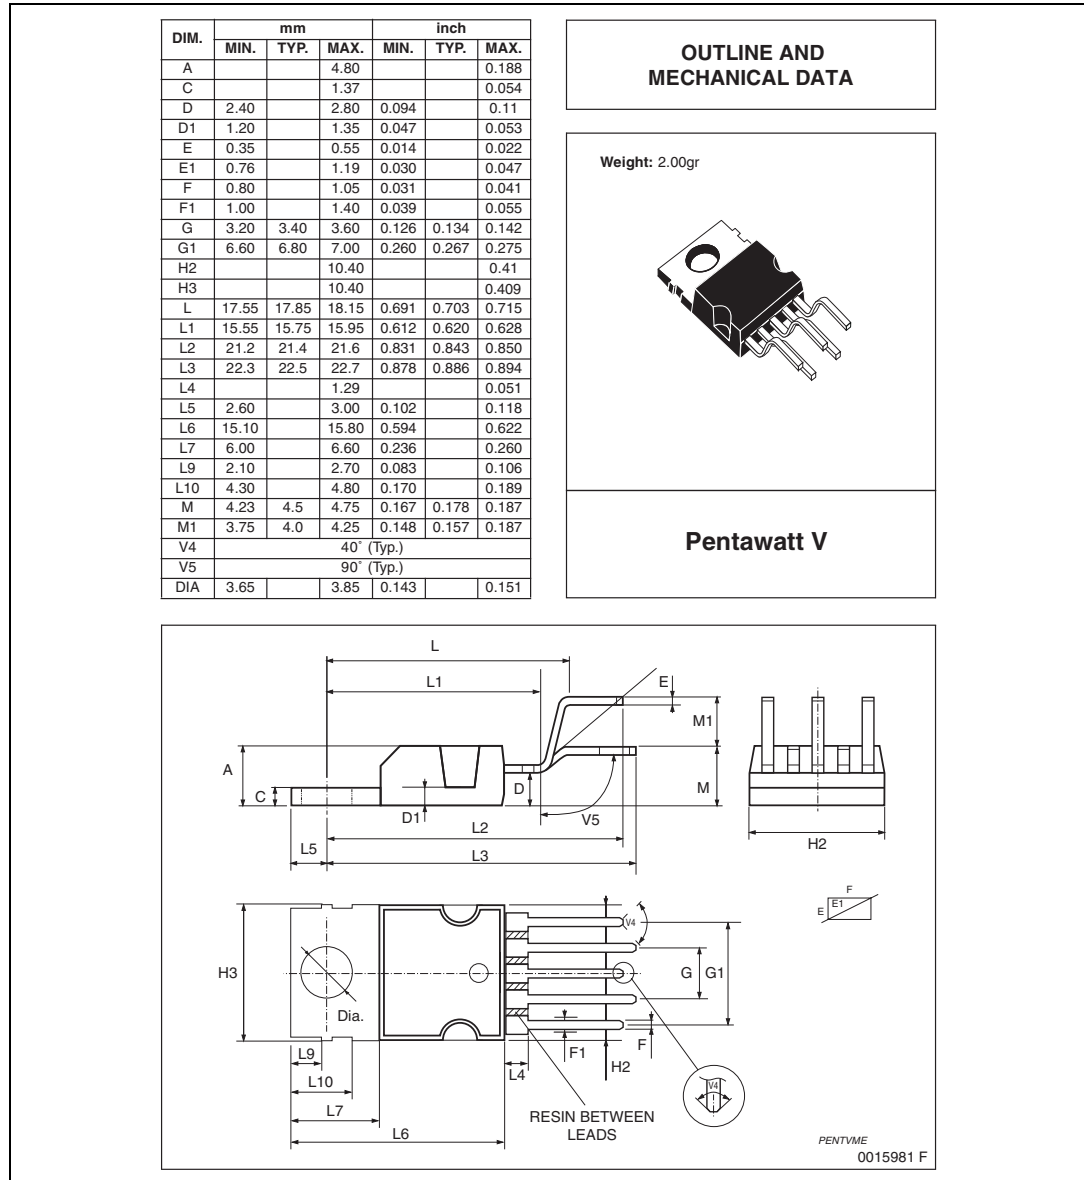 DIM. mm inch
MIN. TYP. MAX. MIN. TYP. MAX.
A 4.80 0.188
C 1.37 0.054
D 2.40 2.80 0.094 0.11
D1 1.20 1.35 0.047 0.053
E 0.35 0.55 0.014 0.022
E1 0.76 1.19 0.030 0.047
F 0.80 1.05 0.031 0.041
F1 1.00 1.40 0.039 0.055
G 3.20 3.40 3.60 0.126 0.134 0.142
G1 6.60 6.80 7.00 0.260 0.267 0.275
H2 10.40 0.41
H3 10.40 0.409
L 17.55 17.85 18.15 0.691 0.703 0.715
L1 15.55 15.75 15.95 0.612 0.620 0.628
L2 21.2 21.4 21.6 0.831 0.843 0.850
L3 22.3 22.5 22.7 0.878 0.886 0.894
L4 1.29 0.051
L5 2.60 3.00 0.102 0.118
L6 15.10 15.80 0.594 0.622
L7 6.00 6.60 0.236 0.260
L9 2.10 2.70 0.083 0.106
L10 4.30 4.80 0.170 0.189
M 4.23 4.5 4.75 0.167 0.178 0.187
M1 3.75 4.0 4.25 0.148 0.157 0.187
V4 40° (Typ.)
V5 90° (Typ.)
DIA 3.65 3.85 0.143 0.151
OUTLINE AND
MECHANICAL DATA
Weight: 2.00gr
Pentawatt V
L
L1
E
M1
A
C
D1
D
M
V5
L2
L5
L3
H2
F
E1
E
V4
H3
G
G1
Dia.
L9
L10
L4
F1
F
H2
L7
V4
RESIN BETWEEN
LEADS
L6
PENTVME
0015981 F